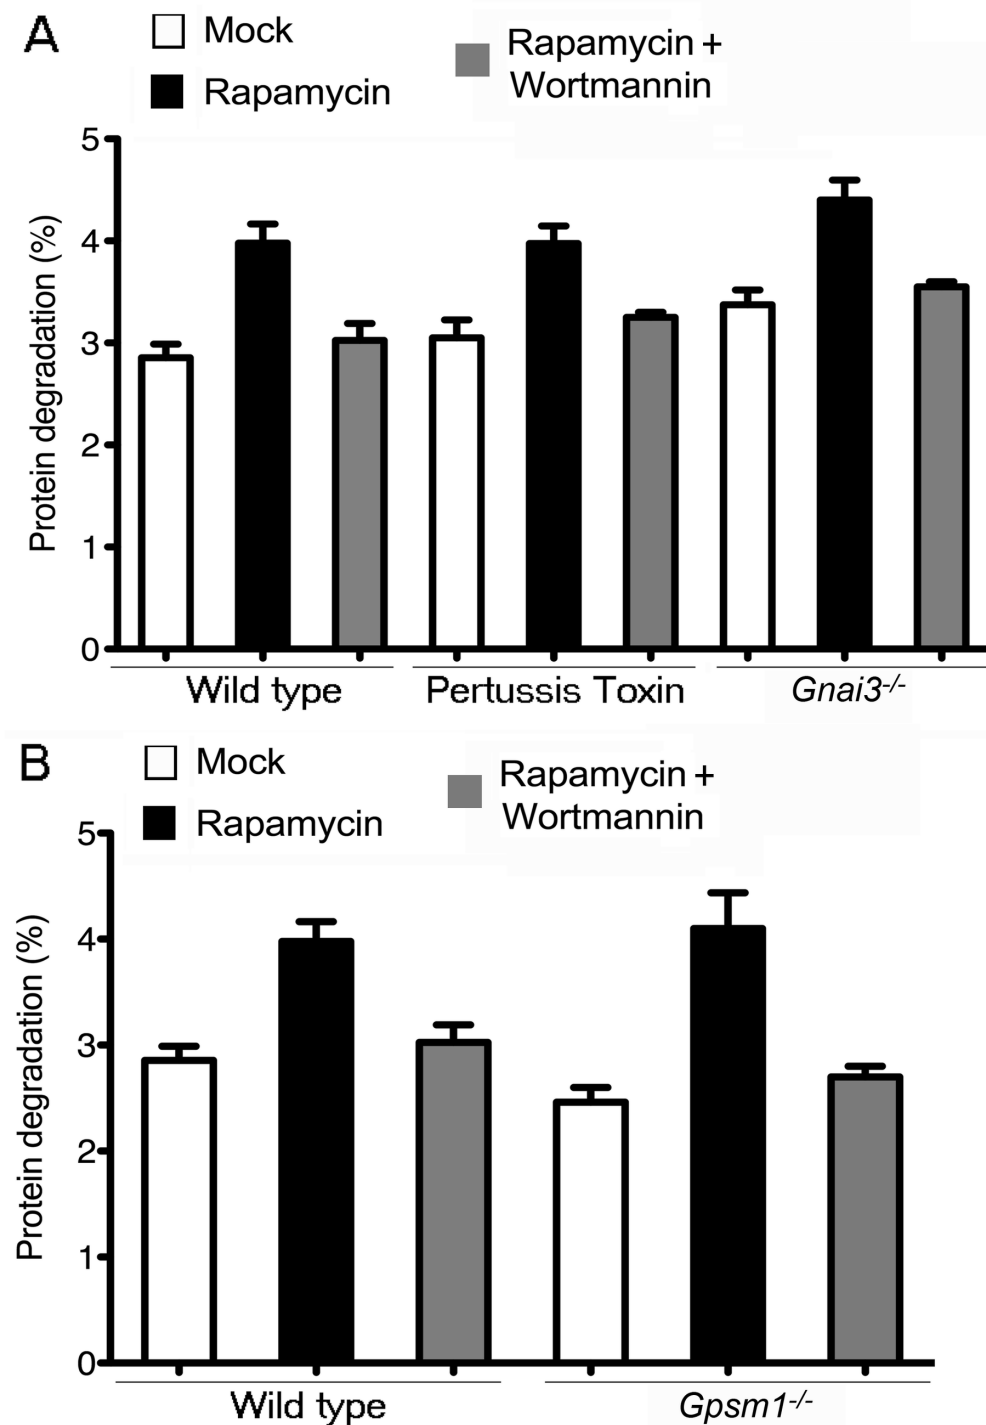 A
Mock
Rapamycin
Rapamycin +
Wortmannin
Protein degradation (%)
5
4
3
2
1
0
Wild type
Pertussis Toxin
Gnai3-/-
B
Mock
Rapamycin
Rapamycin +
Wortmannin
Protein degradation (%)
5
4
3
2
1
0
Wild type
Gpsm1-/-